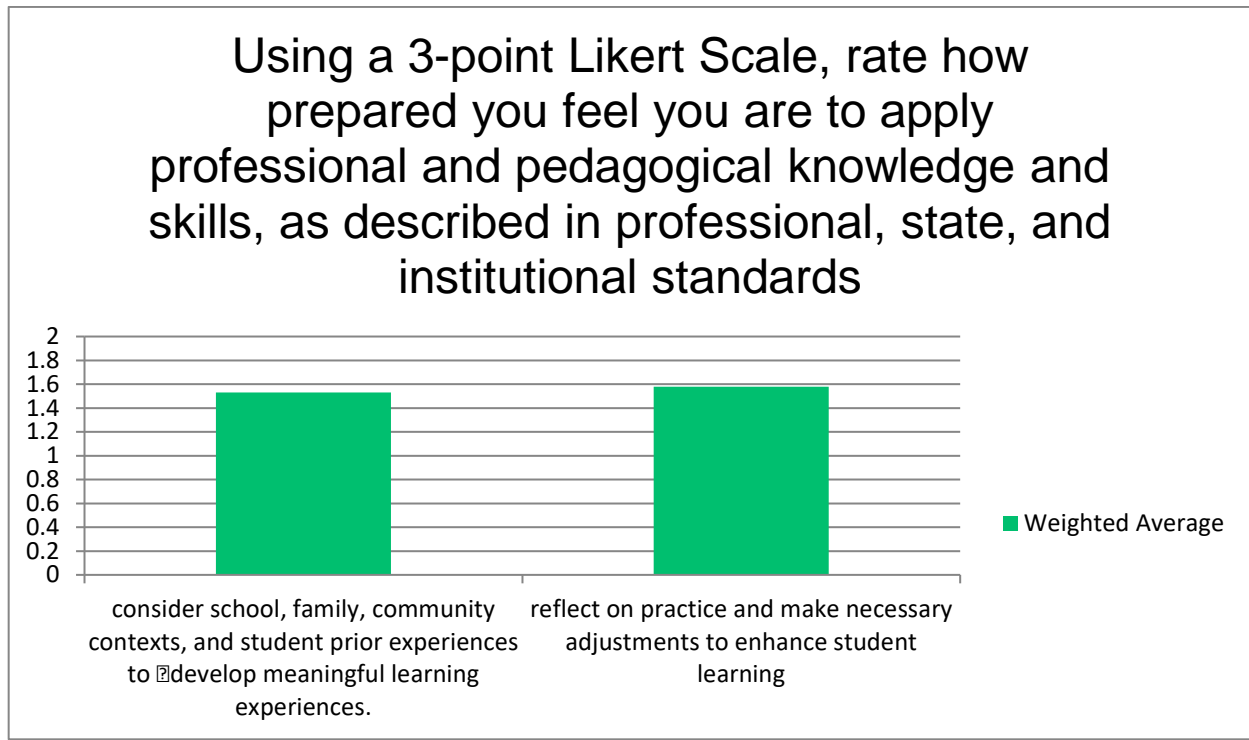 Using a 3-point Likert Scale, rate how
prepared you feel you are to apply
professional and pedagogical knowledge and
skills, as described in professional, state, and
institutional standards
2
1.8
1.6
1.4
1.2
1
0.8
0.6
0.4
0.2
0
consider school, family, community
contexts, and student prior experiences
to �develop meaningful learning
experiences.
reflect on practice and make necessary
adjustments to enhance student
learning
Weighted Average